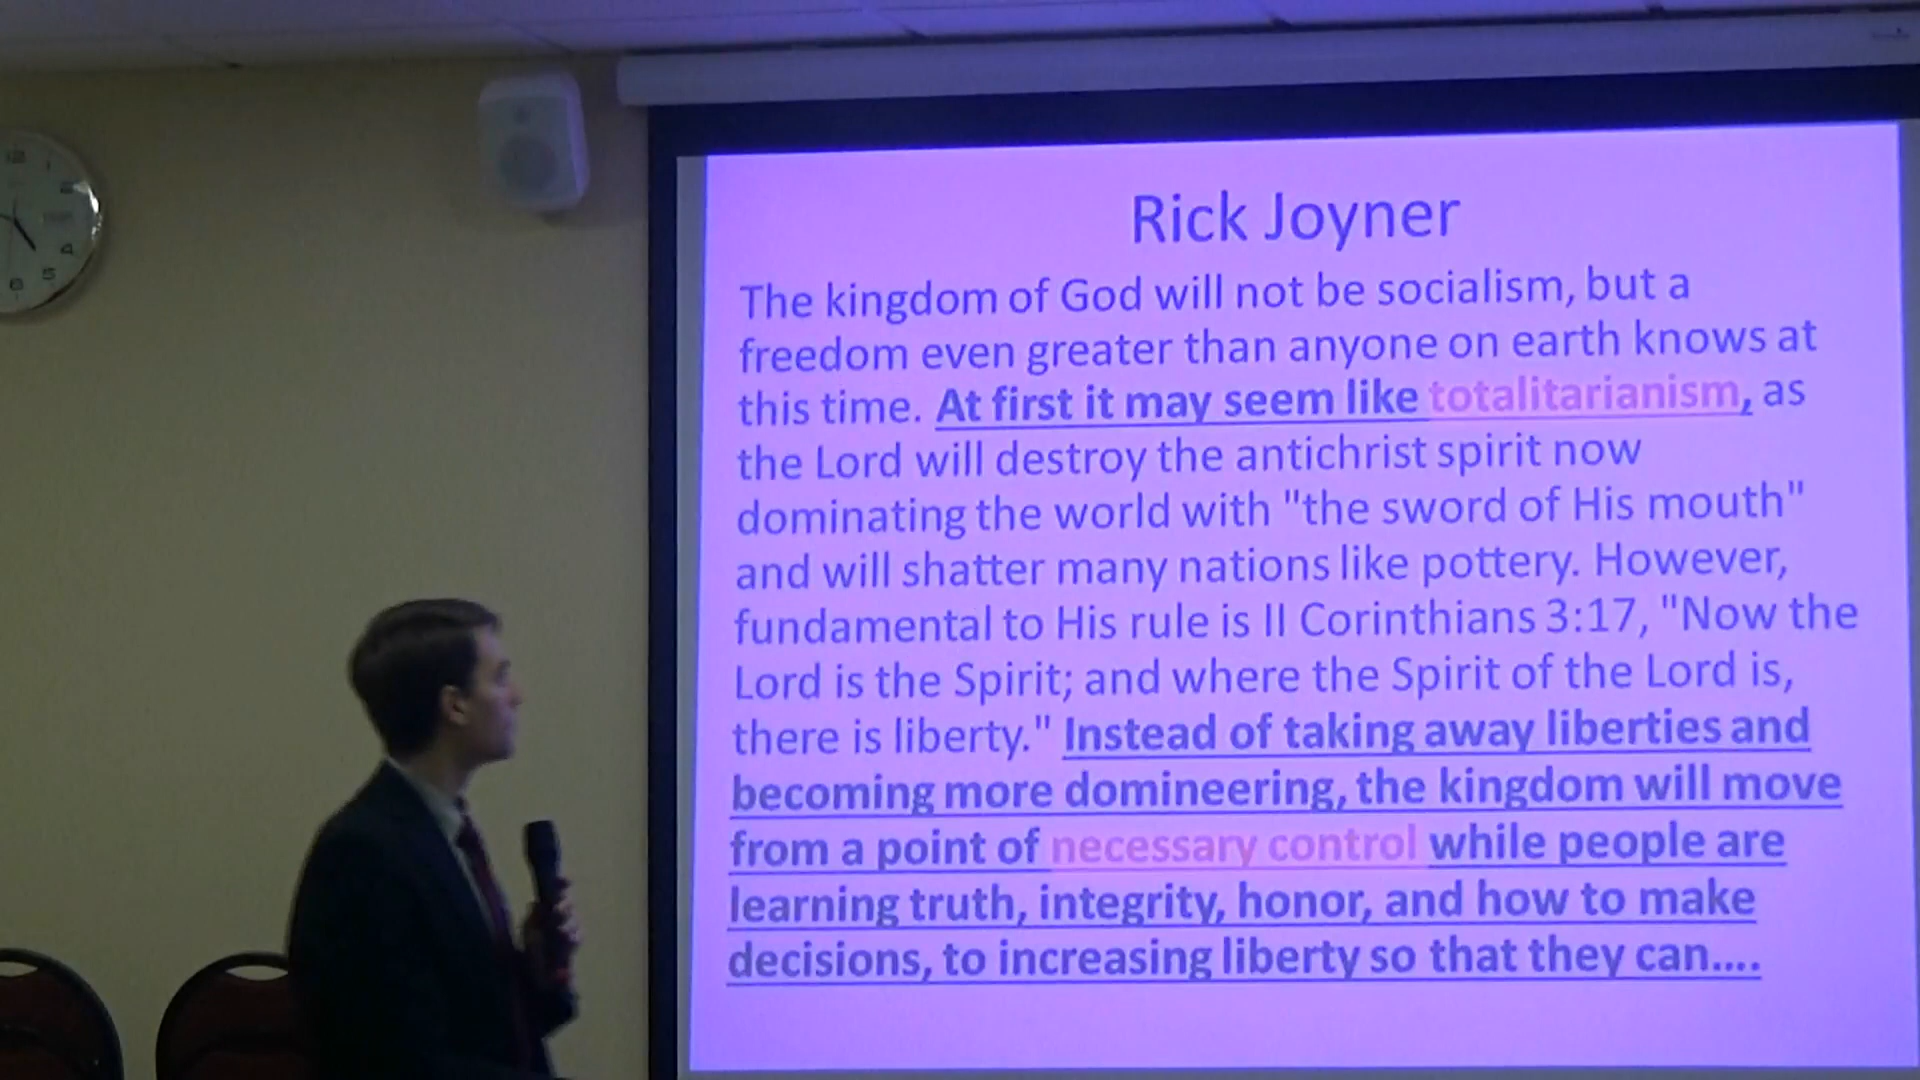 Rick Joyner
The kingdom of God will not be socialism, but a
freedom even greater than anyone on earth knows at
this time. At first it may seem like totalitarianism, as
the Lord will destroy the antichrist spirit now
dominating the world with "the sword of His mouth"
and will shatter many nations like pottery. However,
fundamental to His rule is II Corinthians 3:17, "Now the
Lord is the Spirit; and where the Spirit of the Lord is,
there is liberty." Instead of taking away liberties and
becoming more domineering, the kingdom will move
from a point of necessary control while people are
learning truth, integrity, honor, and how to make
decisions, to increasing liberty so that they can....
12
1
2
4
5
6